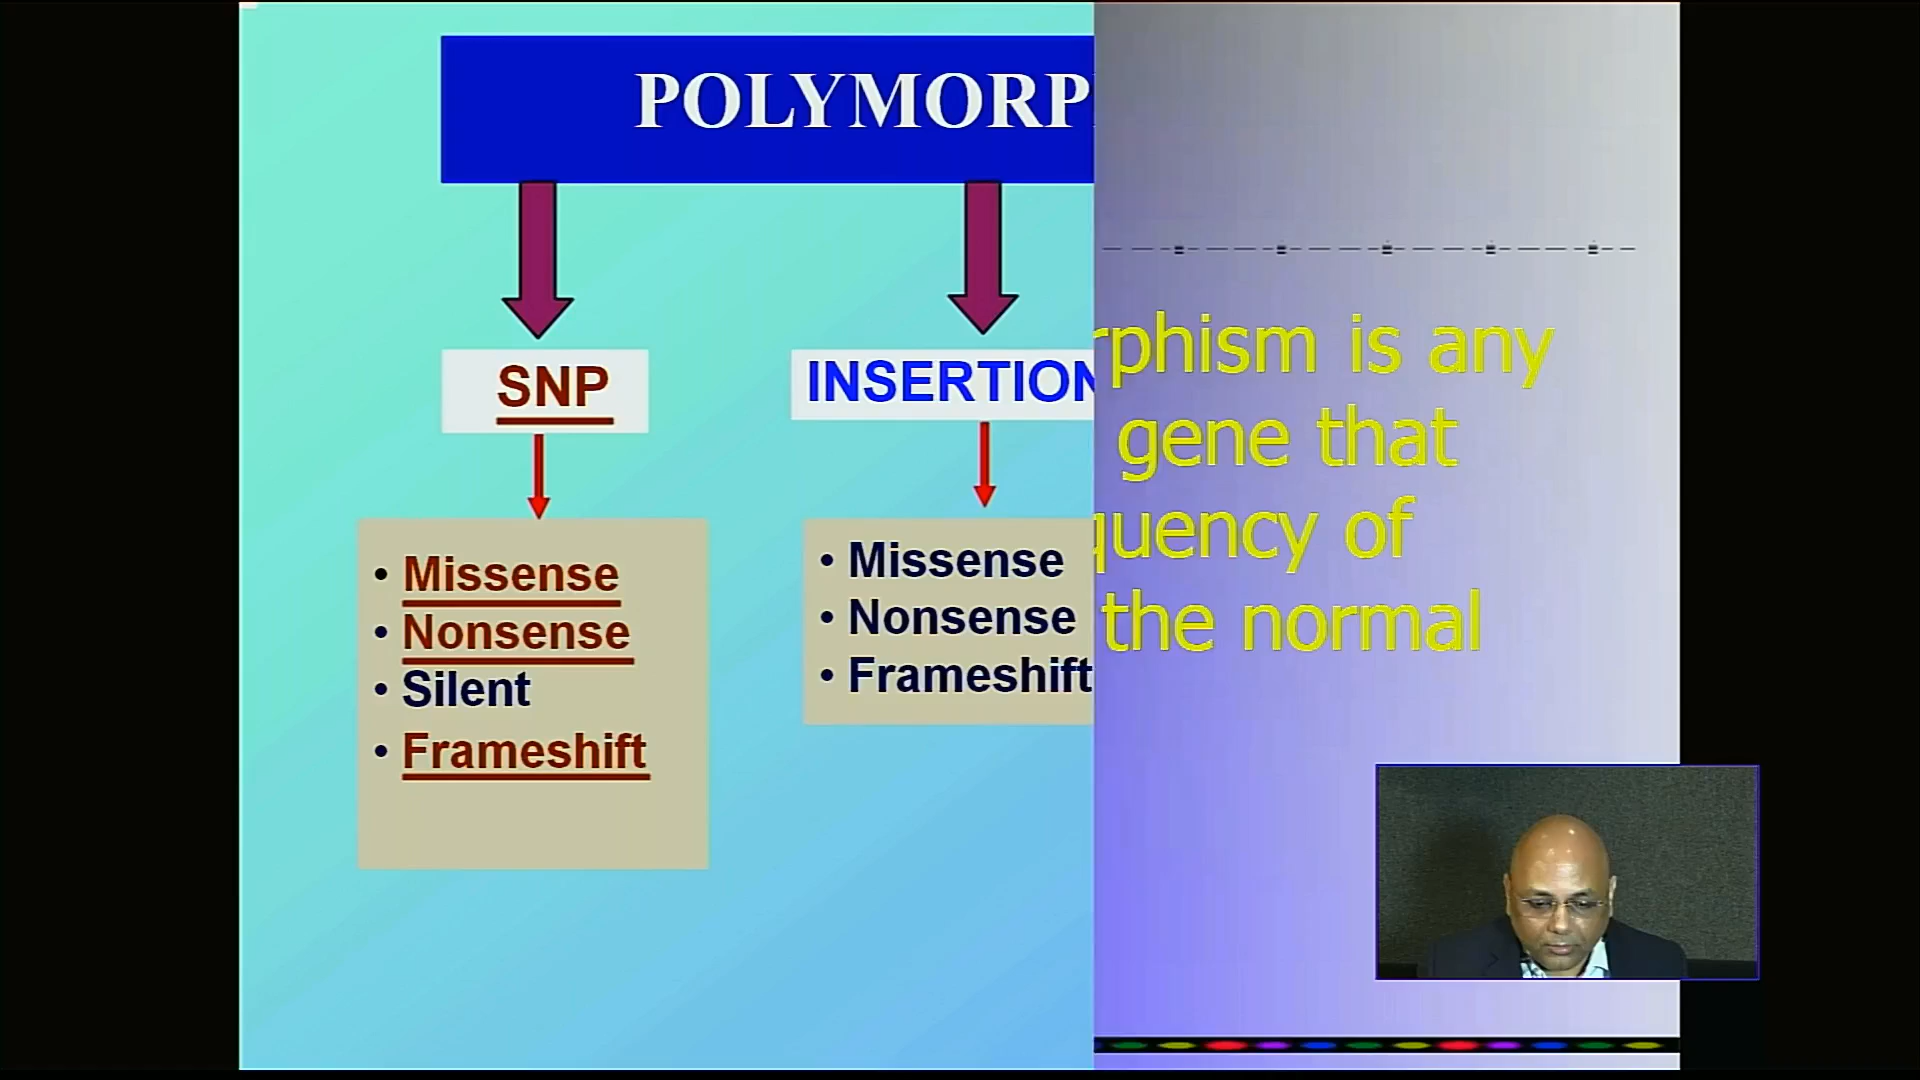 POLYMORP
SNP
INSERTION
• Missense
• Nonsense
• Silent
• Frameshift
• Missense
• Nonsense
• Frameshift
rphism is any
gene that
quency of
the normal